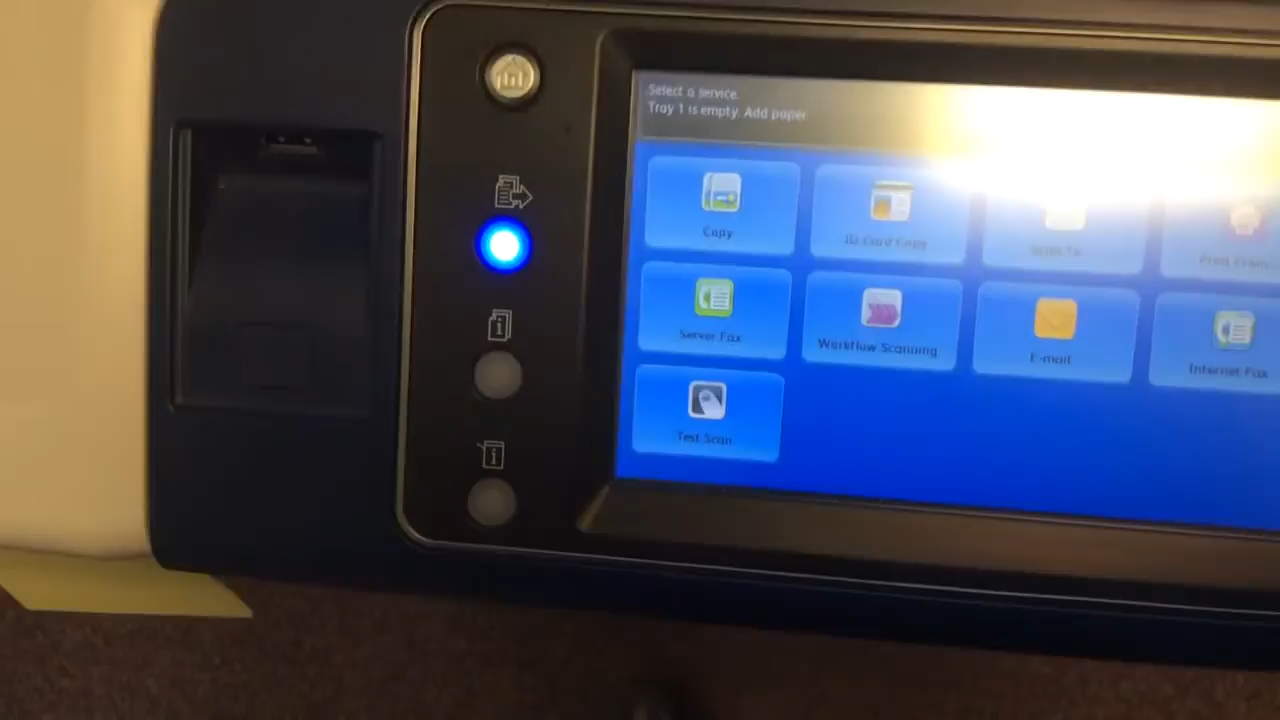 Select a service.
Tray 1 is empty. Add paper
Copy
ID Card Copy
Server Fax
Workflow Scanning
E-mail
Internet Fax
Test Scan